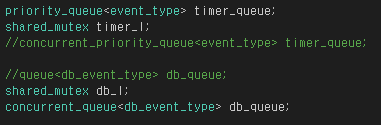 priority_queue<event_type> timer_queue;
shared_mutex timer_l;
//concurrent_priority_queue<event_type> timer_queue;

//queue<db_event_type> db_queue;
shared_mutex db_l;
concurrent_queue<db_event_type> db_queue;